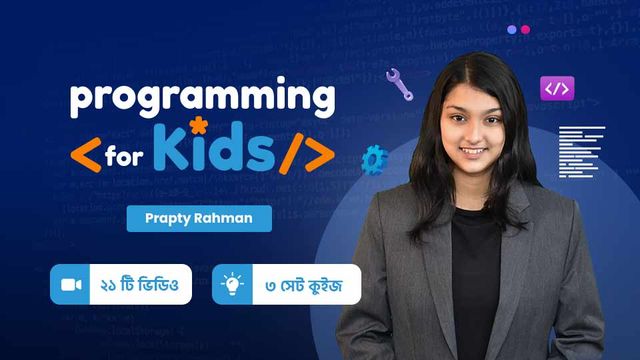 programming
<for Kids/>
Prapty Rahman
</>
২১ টি ভিডিও
৩ সেট কুইজ